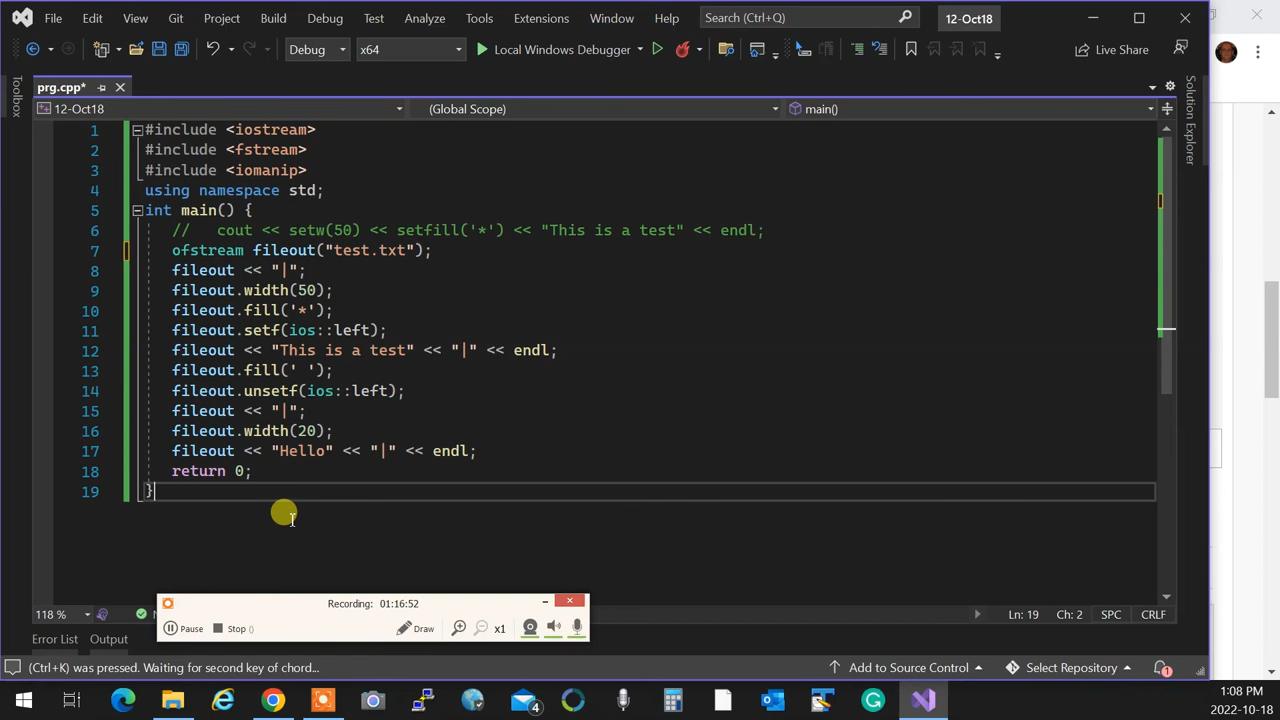 File Edit View Git Project Build Debug Test Analyze Tools Extensions Window Help Search (Ctrl+Q) 12-Oct18
Debug x64 Local Windows Debugger Live Share
prg.cpp*
Toolbox
12-Oct18 (Global Scope) main()
Solution Explorer
1 #include <iostream>
2 #include <fstream>
3 #include <iomanip>
4 using namespace std;
5 int main() {
6 // cout << setw(50) << setfill('*') << "This is a test" << endl;
7 ofstream fileout("test.txt");
8 fileout << "|";
9 fileout.width(50);
10 fileout.fill('*');
11 fileout.setf(ios::left);
12 fileout << "This is a test" << "|" << endl;
13 fileout.fill(' ');
14 fileout.unsetf(ios::left);
15 fileout << "|";
16 fileout.width(20);
17 fileout << "Hello" << "|" << endl;
18 return 0;
19 }
Recording: 01:16:52
118 % Ln: 19 Ch: 2 SPC CRLF
Pause Stop () Draw x1
Error List Output
(Ctrl+K) was pressed. Waiting for second key of chord... Add to Source Control Select Repository 1
4
1:08 PM
2022-10-18